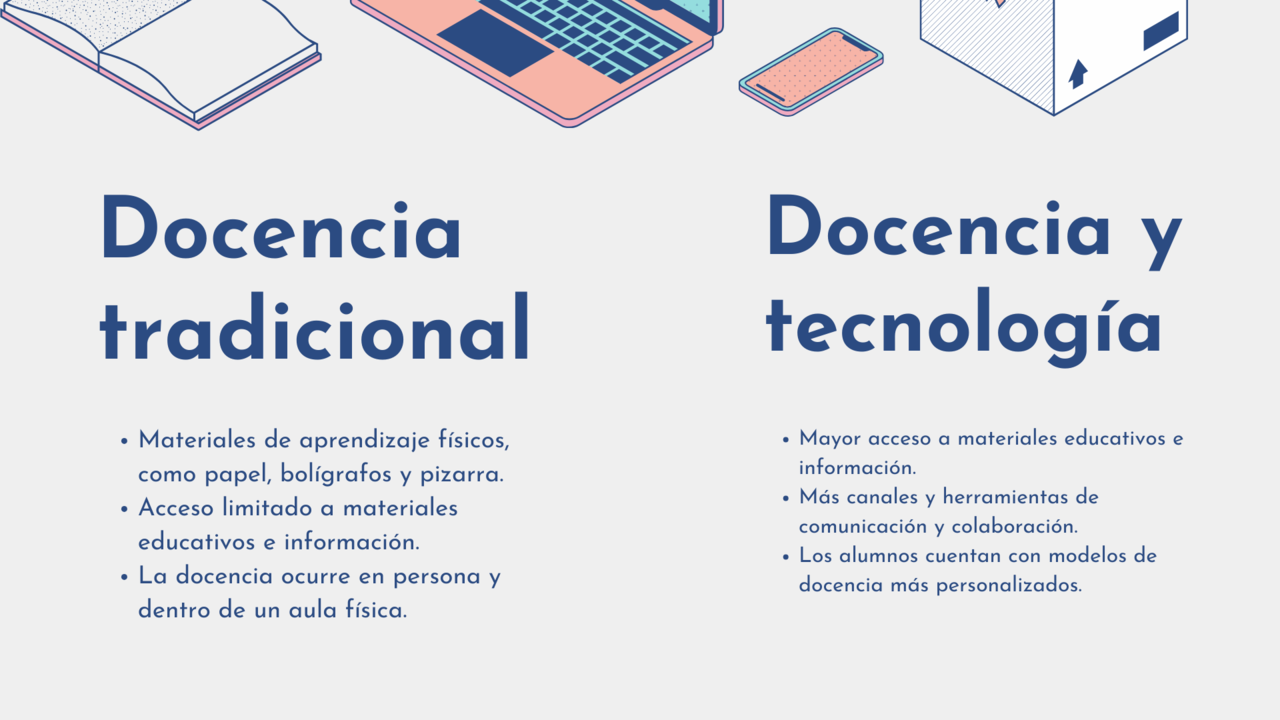 Docencia
tradicional
• Materiales de aprendizaje físicos,
como papel, bolígrafos y pizarra.
• Acceso limitado a materiales
educativos e información.
• La docencia ocurre en persona y
dentro de un aula física.
Docencia y
tecnología
• Mayor acceso a materiales educativos e
información.
• Más canales y herramientas de
comunicación y colaboración.
• Los alumnos cuentan con modelos de
docencia más personalizados.